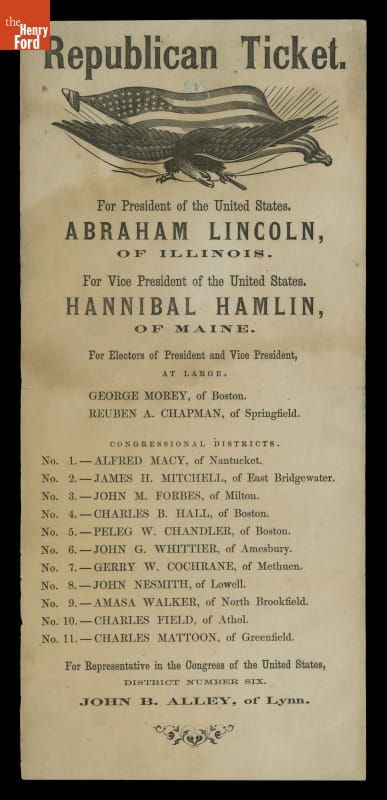 the
Henry
Ford
Republican Ticket.
For President of the United States.
ABRAHAM LINCOLN,
OF ILLINOIS.
For Vice President of the United States.
HANNIBAL HAMLIN,
OF MAINE.
For Electors of President and Vice President,
AT LARGE.
GEORGE MOREY, of Boston.
REUBEN A. CHAPMAN, of Springfield.
CONGRESSIONAL DISTRICTS.
No. 1.—ALFRED MACY, of Nantucket.
No. 2.—JAMES H. MITCHELL, of East Bridgewater.
No. 3.—JOHN M. FORBES, of Milton.
No. 4.—CHARLES B. HALL, of Boston.
No. 5.—PELEG W. CHANDLER, of Boston.
No. 6.—JOHN G. WHITTIER, of Amesbury.
No. 7.—GERRY W. COCHRANE, of Methuen.
No. 8.—JOHN NESMITH, of Lowell.
No. 9.—AMASA WALKER, of North Brookfield.
No. 10.—CHARLES FIELD, of Athol.
No. 11.—CHARLES MATTOON, of Greenfield.
For Representative in the Congress of the United States,
DISTRICT NUMBER SIX.
JOHN B. ALLEY, of Lynn.